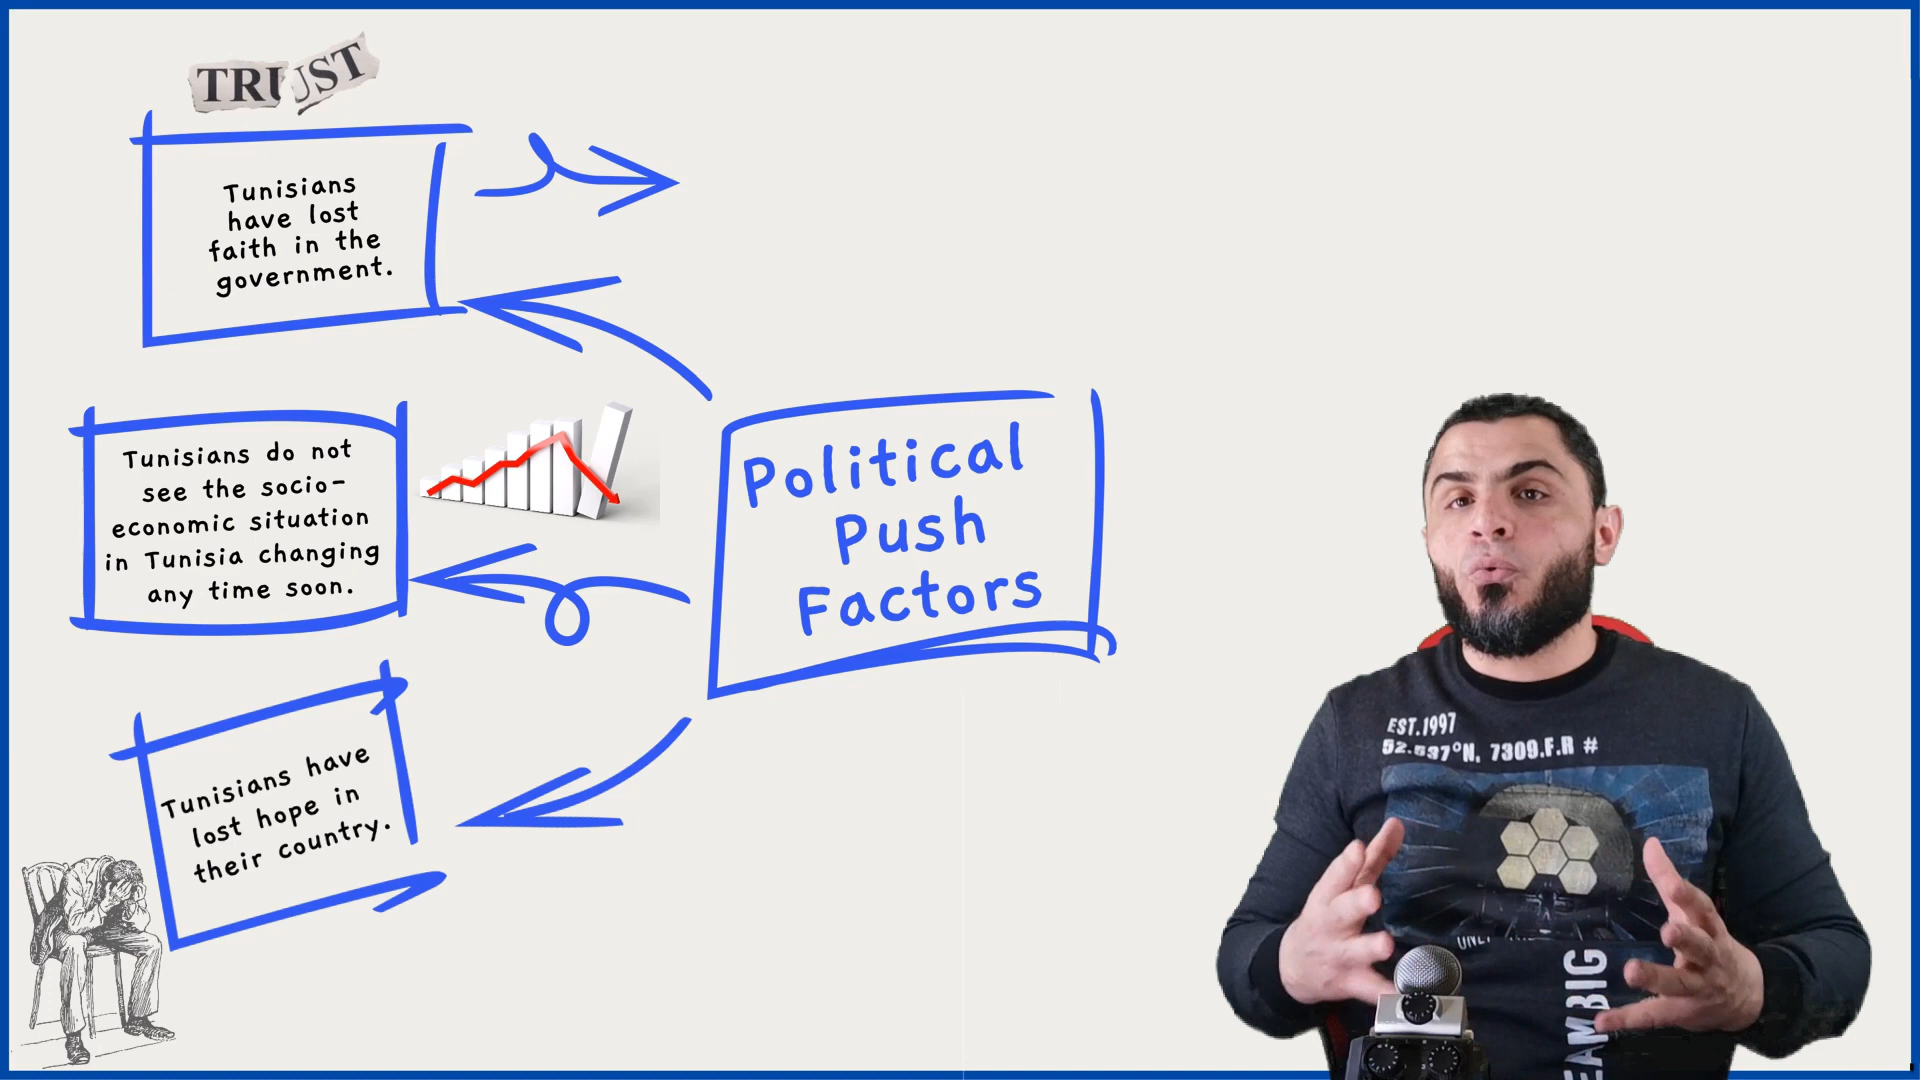 TRUST
Tunisians
have lost
faith in the
government.
Tunisians do not
see the socio-
economic situation
in Tunisia changing
any time soon.
Tunisians have
lost hope in
their country.
Political
Push
Factors
EST.1997
52.537°N, 7309.F.R #